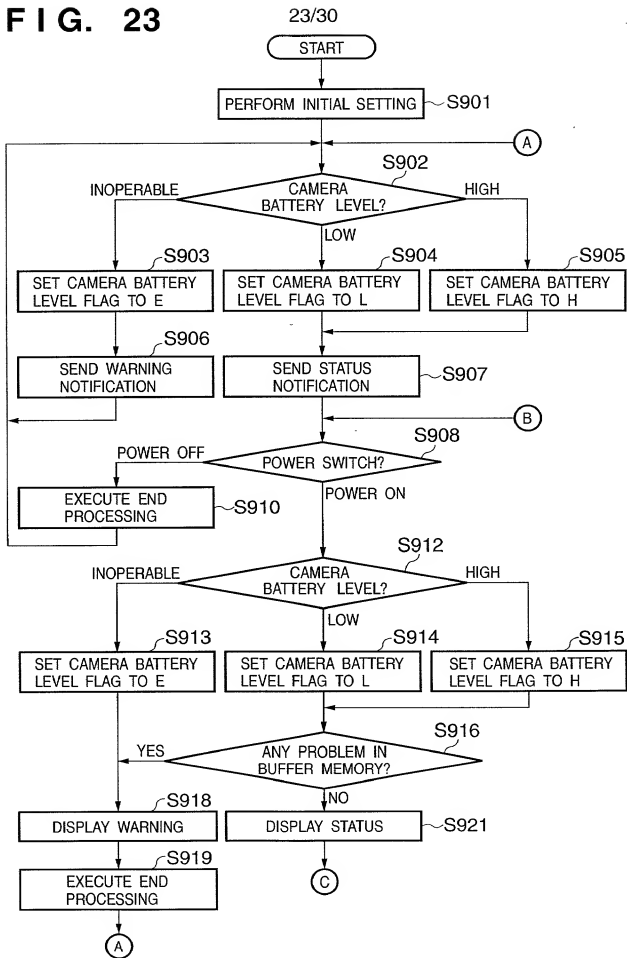 FIG. 23
23/30
START
PERFORM INITIAL SETTING
S901
A
S902
CAMERA
BATTERY LEVEL?
INOPERABLE
HIGH
LOW
S903
SET CAMERA BATTERY
LEVEL FLAG TO E
S904
SET CAMERA BATTERY
LEVEL FLAG TO L
S905
SET CAMERA BATTERY
LEVEL FLAG TO H
S906
SEND WARNING
NOTIFICATION
SEND STATUS
NOTIFICATION
S907
B
S908
POWER OFF
POWER SWITCH?
POWER ON
EXECUTE END
PROCESSING
S910
S912
INOPERABLE
CAMERA
BATTERY LEVEL?
HIGH
LOW
S913
SET CAMERA BATTERY
LEVEL FLAG TO E
S914
SET CAMERA BATTERY
LEVEL FLAG TO L
S915
SET CAMERA BATTERY
LEVEL FLAG TO H
S916
YES
ANY PROBLEM IN
BUFFER MEMORY?
NO
S918
DISPLAY WARNING
DISPLAY STATUS
S921
S919
EXECUTE END
PROCESSING
C
A